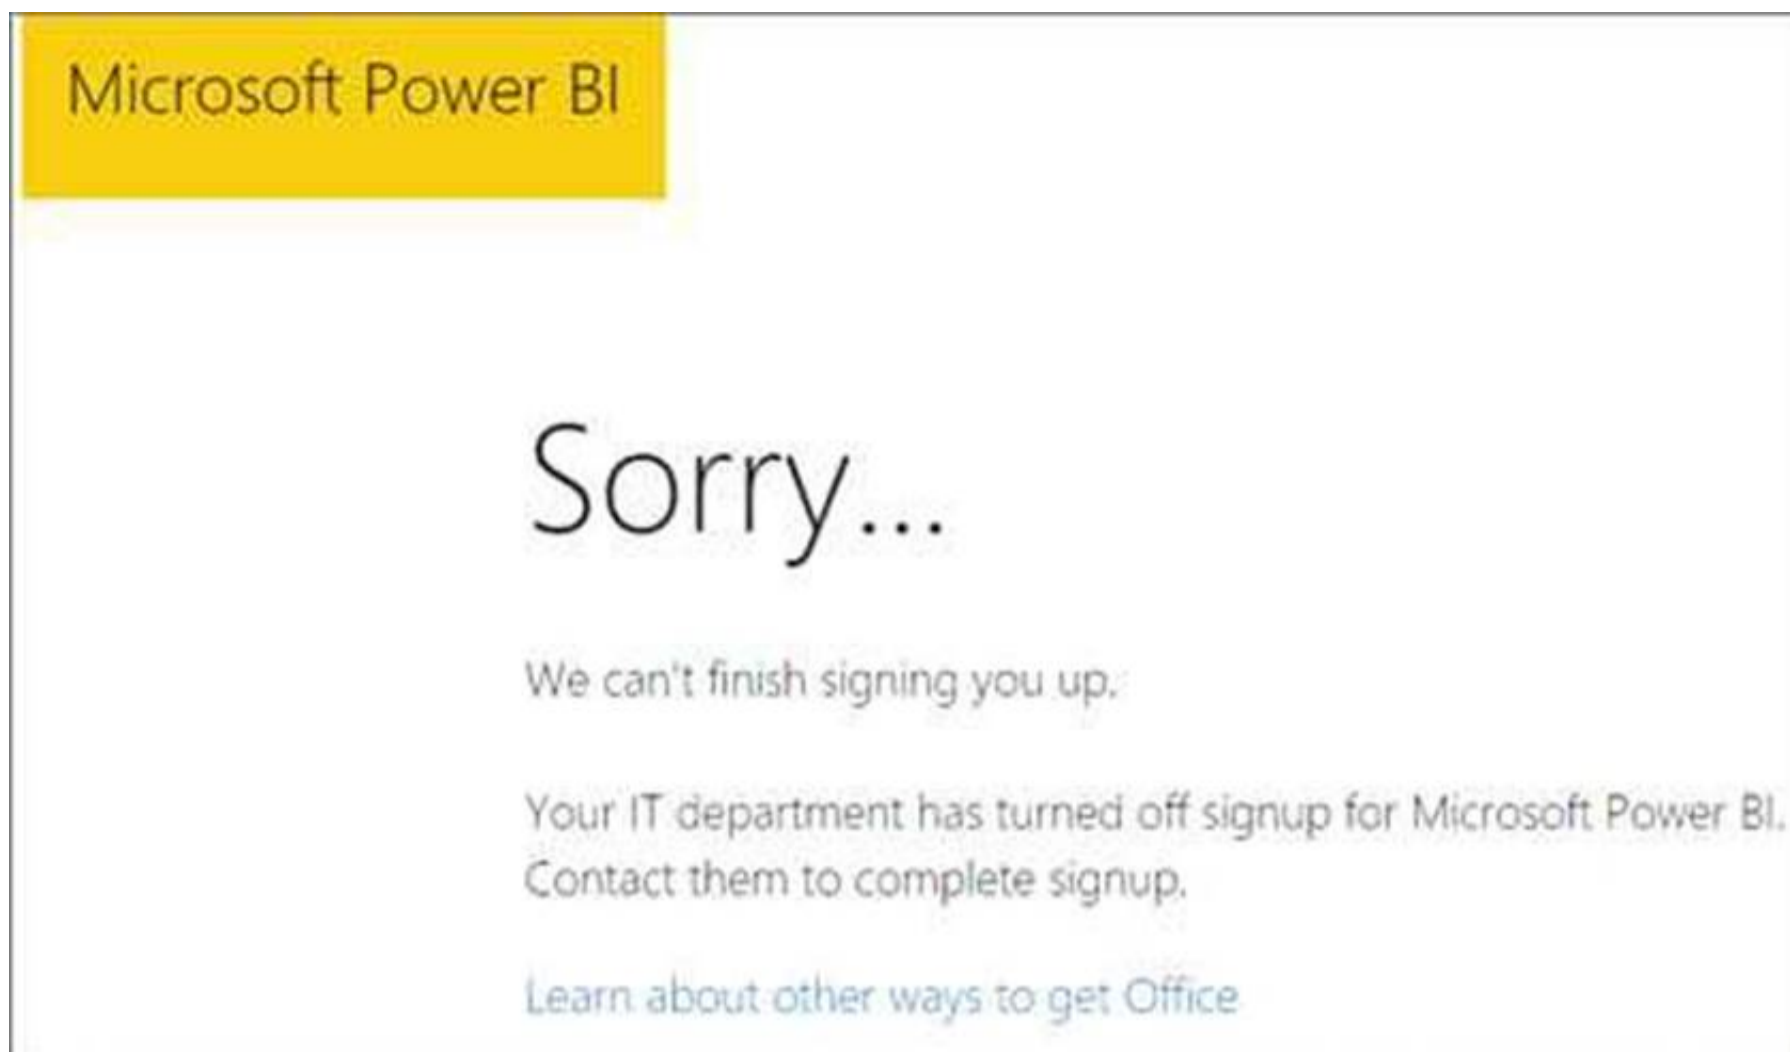 Microsoft Power BI
Sorry...
We can't finish signing you up.
Your IT department has turned off signup for Microsoft Power BI.
Contact them to complete signup.
Learn about other ways to get Office